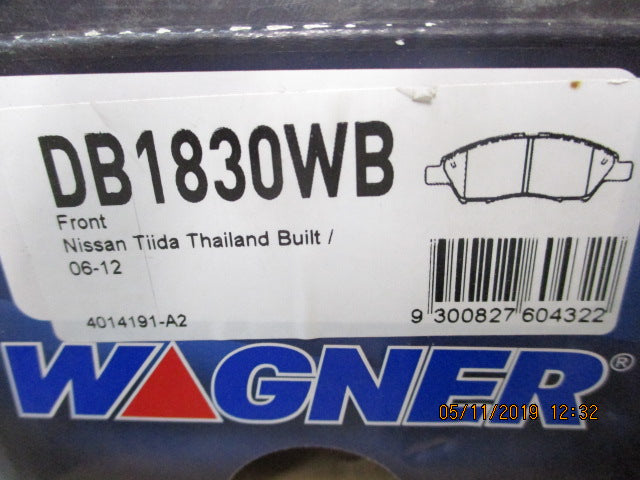 DB1830WB
Front
Nissan Tiida Thailand Built /
06-12
4014191-A2
9 300827 604322
WAGNER®
05/11/2019 12:32